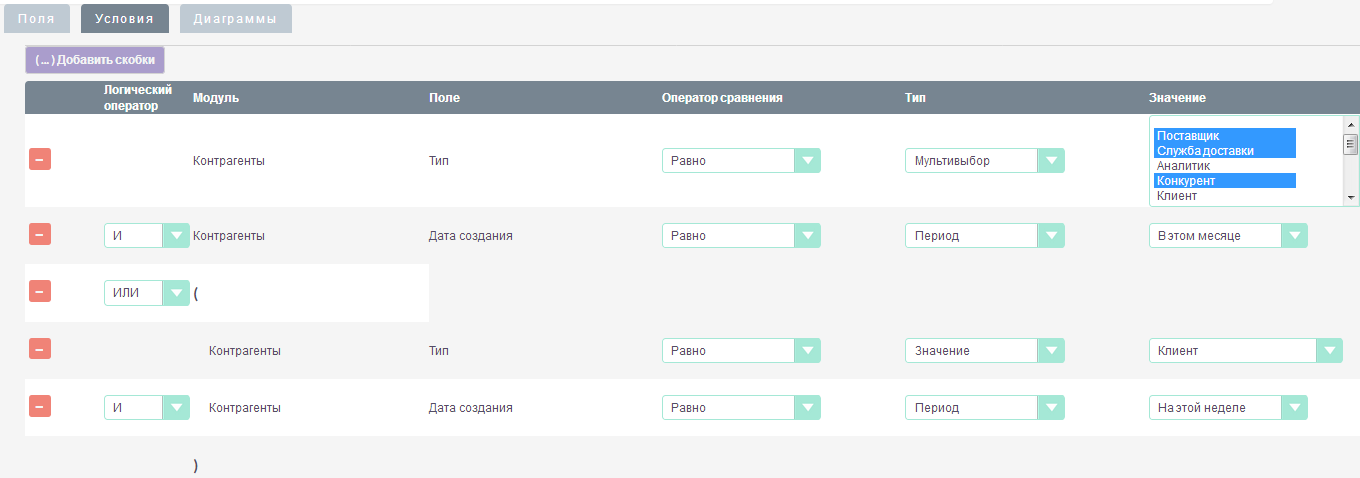 Поля Условия Диаграммы
(...) Добавить скобки
Логический оператор Модуль Поле Оператор сравнения Тип Значение
Контрагенты Тип Равно Мультивыбор
Поставщик
Служба доставки
Аналитик
Конкурент
Клиент
И Контрагенты Дата создания Равно Период В этом месяце
ИЛИ (
Контрагенты Тип Равно Значение Клиент
И Контрагенты Дата создания Равно Период На этой неделе
)